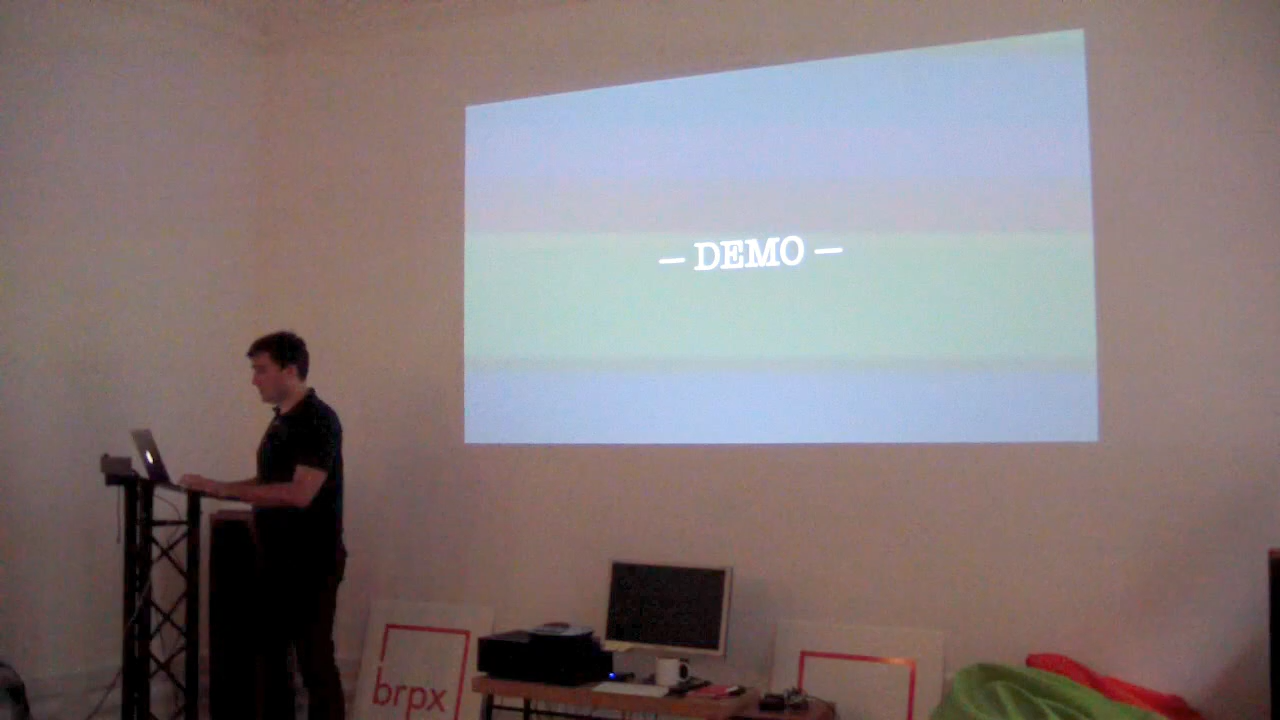 — DEMO —
brpx